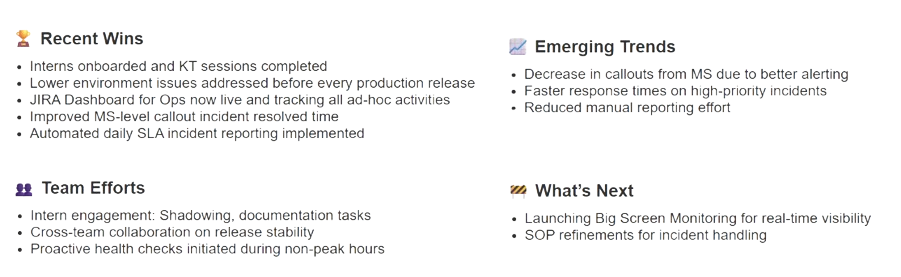 Recent Wins
• Interns onboarded and KT sessions completed
• Lower environment issues addressed before every production release
• JIRA Dashboard for Ops now live and tracking all ad-hoc activities
• Improved MS-level callout incident resolved time
• Automated daily SLA incident reporting implemented
Emerging Trends
• Decrease in callouts from MS due to better alerting
• Faster response times on high-priority incidents
• Reduced manual reporting effort
Team Efforts
• Intern engagement: Shadowing, documentation tasks
• Cross-team collaboration on release stability
• Proactive health checks initiated during non-peak hours
What's Next
• Launching Big Screen Monitoring for real-time visibility
• SOP refinements for incident handling